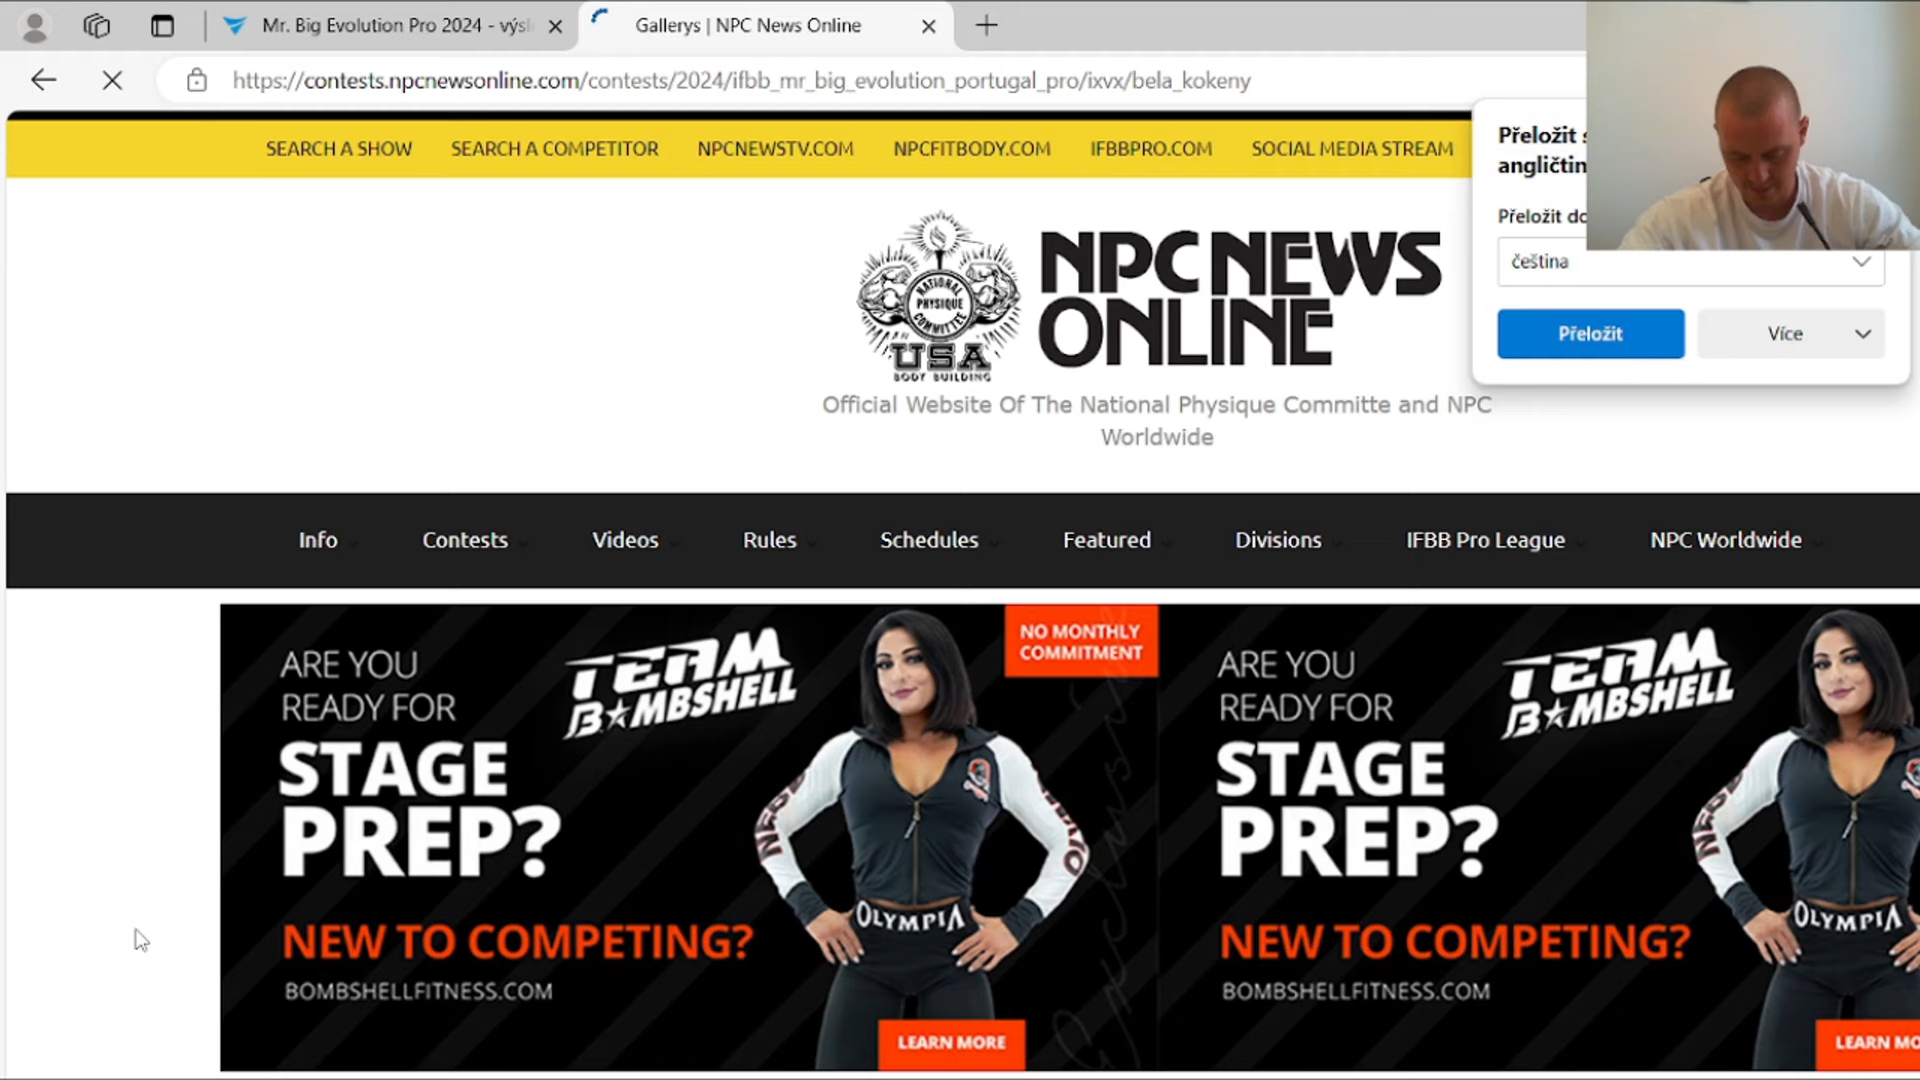 Mr. Big Evolution Pro 2024 - výsl
Gallerys | NPC News Online
https://contests.npcnewsonline.com/contests/2024/ifbb_mr_big_evolution_portugal_pro/ixvx/bela_kokeny
SEARCH A SHOW
SEARCH A COMPETITOR
NPCNEWSTV.COM
NPCFITBODY.COM
IFBBPRO.COM
SOCIAL MEDIA STREAM
Přeložit s
angličtin
Přeložit do
čeština
Přeložit
Více
NATIONAL
PHYSIQUE
COMMITTEE
USA
BODY BUILDING
NPC NEWS
ONLINE
Official Website Of The National Physique Committe and NPC
Worldwide
Info
Contests
Videos
Rules
Schedules
Featured
Divisions
IFBB Pro League
NPC Worldwide
ARE YOU
READY FOR
STAGE
PREP?
TEAM
B★MBSHELL
NO MONTHLY
COMMITMENT
NEW TO COMPETING?
BOMBSHELLFITNESS.COM
OLYMPIA
LEARN MORE
ARE YOU
READY FOR
STAGE
PREP?
TEAM
B★MBSHELL
NEW TO COMPETING?
BOMBSHELLFITNESS.COM
OLYMPIA
LEARN MO